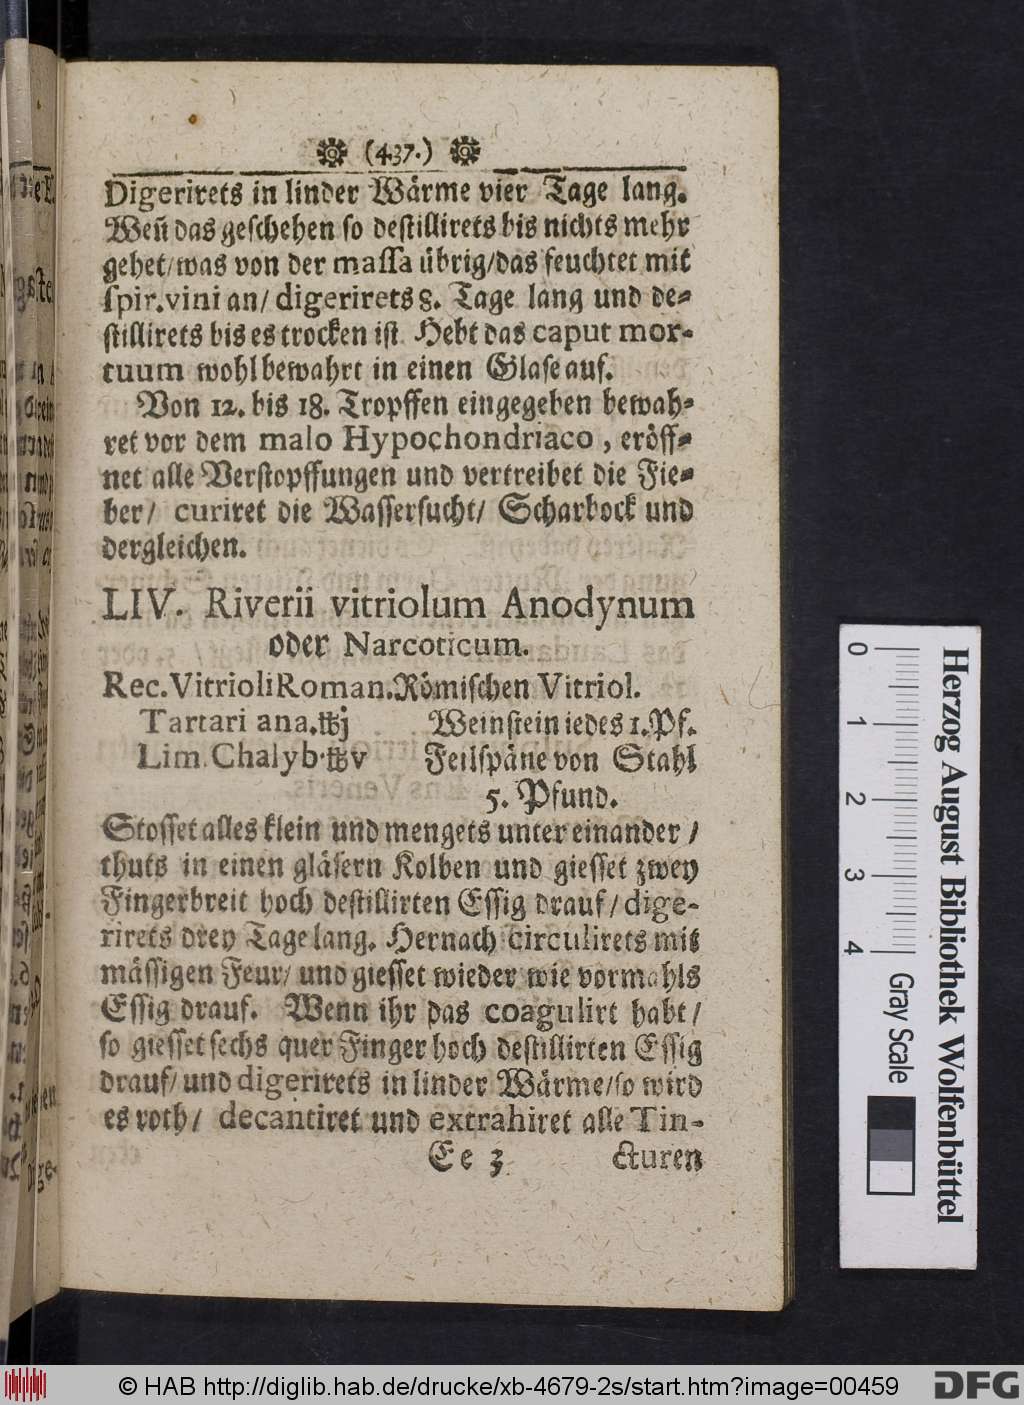 (437.)
Digerirets in linder Wärme vier Tage lang.
Weñ das geschehen so destillirets bis nichts mehr
gehet/was von der massa übrig/das feuchtet mit
spir. vini an/ digerirets 8. Tage lang und de-
stillirets bis es trocken ist. Hebt das caput mor-
tuum wohl bewahrt in einen Glase auf.
Von 12. bis 18. Tropffen eingegeben bewah-
ret vor dem malo Hypochondriaco, eröff-
net alle Verstopffungen und vertreibet die Fie-
ber/ curiret die Wassersucht/ Scharbock und
dergleichen.
LIV. Riverii vitriolum Anodynum
oder Narcoticum.
Rec. Vitrioli Roman. Römischen Vitriol.
Tartari ana. ℔j Weinstein iedes 1. Pf.
Lim. Chalyb. ℔v Feilspäne von Stahl
5. Pfund.
Stosset alles klein und mengets unter einander /
thuts in einen gläsern Kolben und giesset zwey
Fingerbreit hoch destillirten Essig drauf/ dige-
rirets drey Tage lang. Hernach circulirets mit
mässigen Feur/ und giesset wieder wie vormahls
Essig drauf. Wenn ihr das coagulirt habt/
so giesset sechs quer Finger hoch destillirten Essig
drauf/ und digerirets in linder Wärme/so wird
es roth/ decantiret und extrahiret alle Tin-
Ee 3 cturen
Herzog August Bibliothek Wolfenbüttel
0 1 2 3 4
Gray Scale
© HAB http://diglib.hab.de/drucke/xb-4679-2s/start.htm?image=00459
DFG